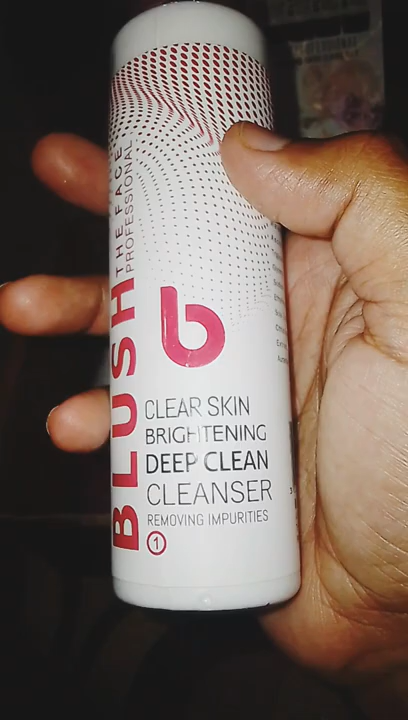 BLUSH
THE FACE
PROFESSIONAL
b
CLEAR SKIN
BRIGHTENING
DEEP CLEAN
CLEANSER
REMOVING IMPURITIES
1